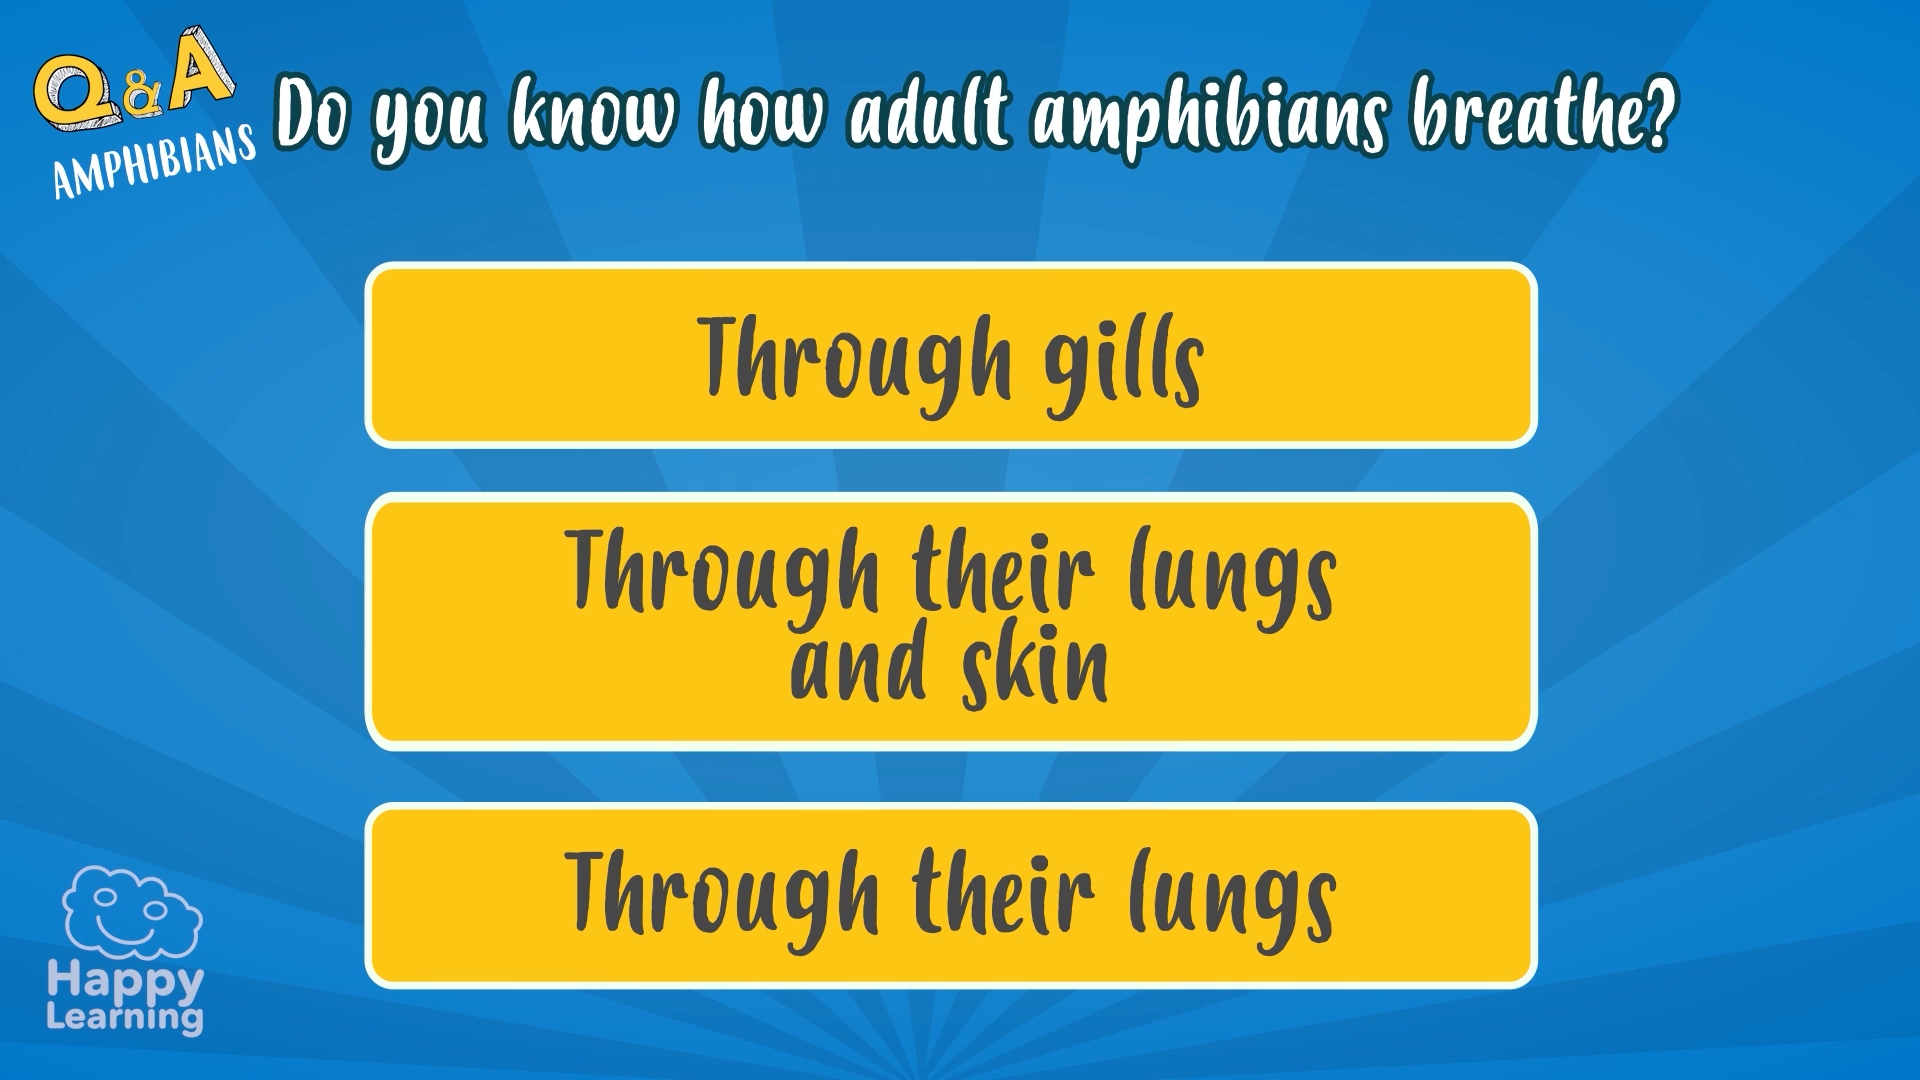 Q&A
AMPHIBIANS
Do you know how adult amphibians breathe?
Through gills
Through their lungs
and skin
Through their lungs
Happy
Learning